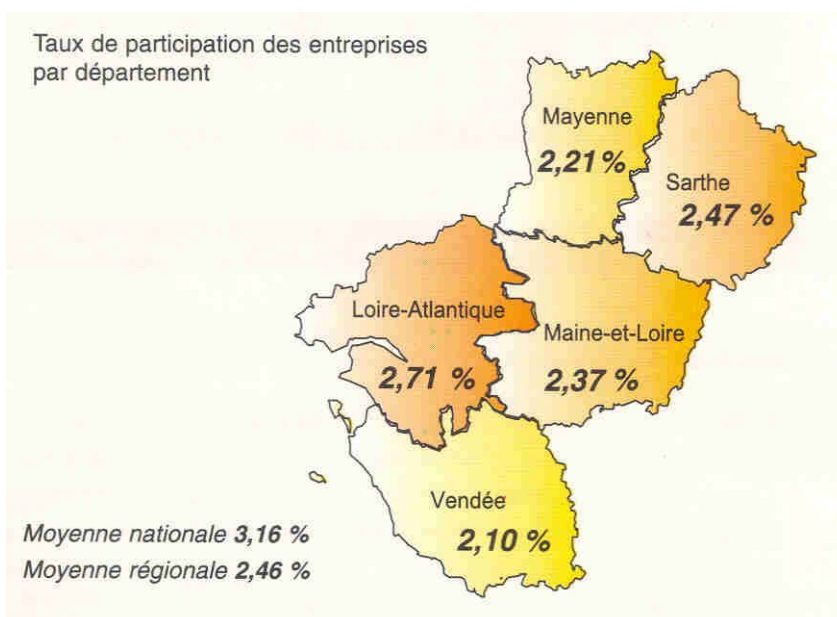 Taux de participation des entreprises
par département
Mayenne
2,21 %
Sarthe
2,47 %
Loire-Atlantique
2,71 %
Maine-et-Loire
2,37 %
Vendée
2,10 %
Moyenne nationale 3,16 %
Moyenne régionale 2,46 %